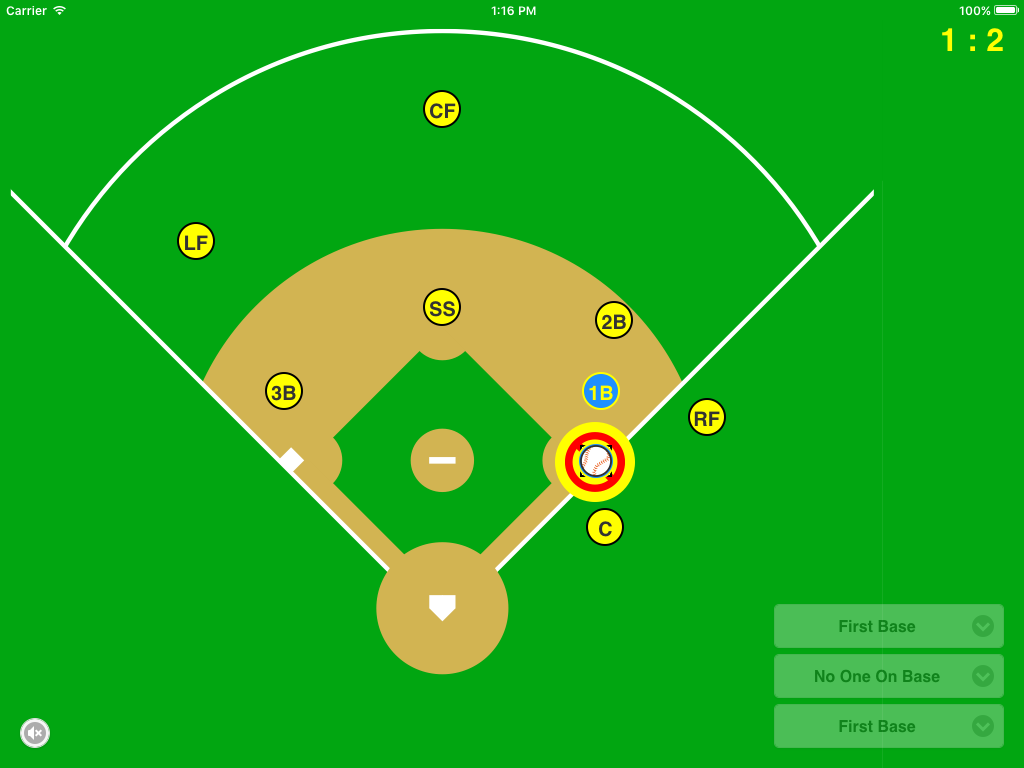 Carrier 1:16 PM 100%
1 : 2
CF
LF
SS
2B
3B
1B
RF
C
First Base
No One On Base
First Base